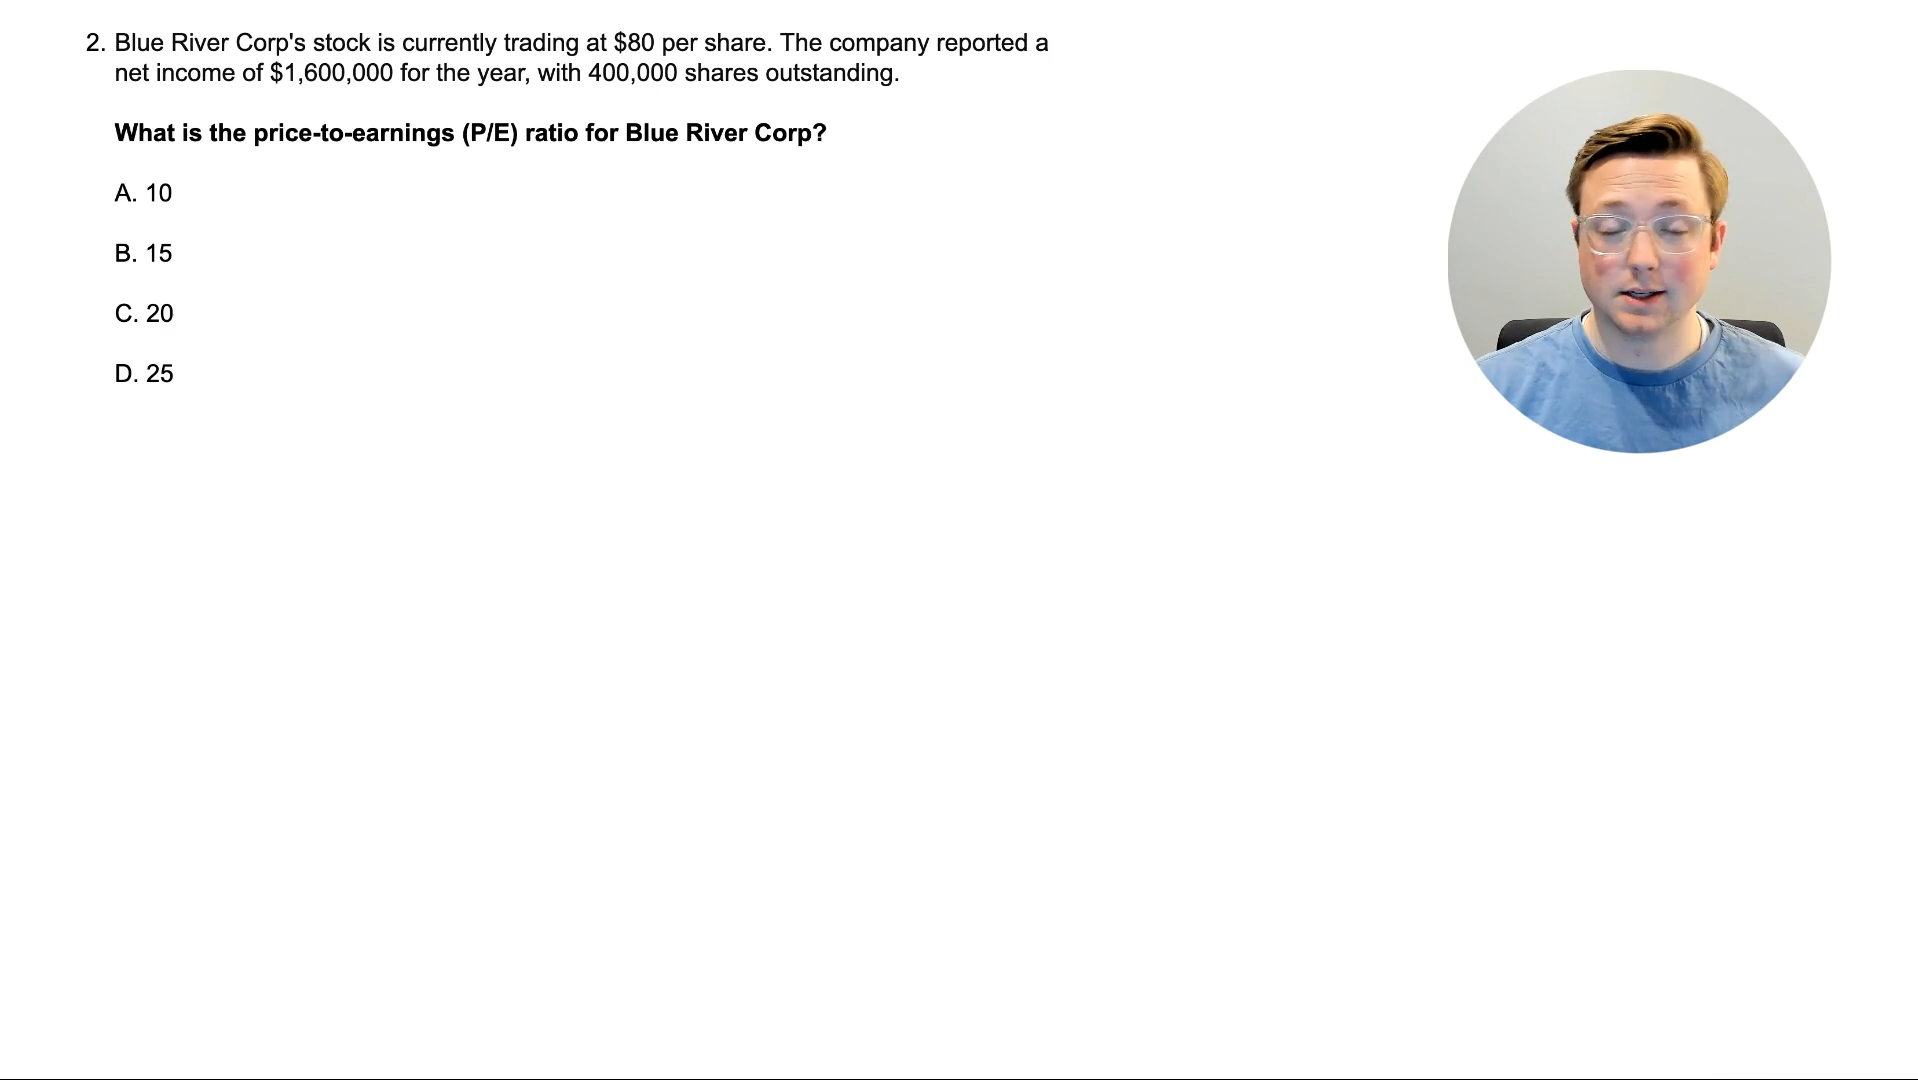 2. Blue River Corp's stock is currently trading at $80 per share. The company reported a
net income of $1,600,000 for the year, with 400,000 shares outstanding.
What is the price-to-earnings (P/E) ratio for Blue River Corp?
A. 10
B. 15
C. 20
D. 25